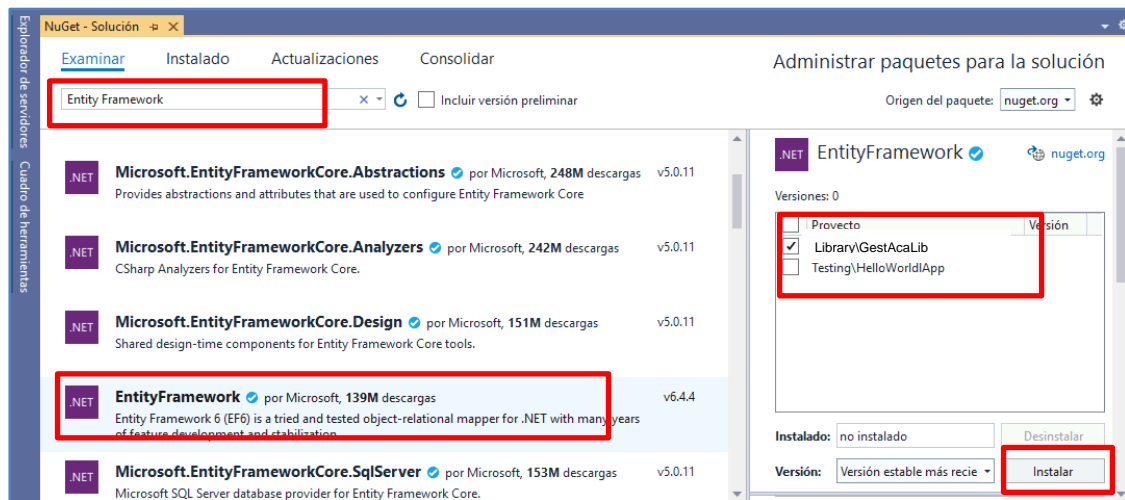 Explorador de servidores
Cuadro de herramientas
NuGet - Solución
Examinar Instalado Actualizaciones Consolidar
Administrar paquetes para la solución
Entity Framework
Incluir versión preliminar
Origen del paquete: nuget.org
.NET
Microsoft.EntityFrameworkCore.Abstractions por Microsoft, 248M descargas v5.0.11
Provides abstractions and attributes that are used to configure Entity Framework Core
.NET
Microsoft.EntityFrameworkCore.Analyzers por Microsoft, 242M descargas v5.0.11
CSharp Analyzers for Entity Framework Core.
.NET
Microsoft.EntityFrameworkCore.Design por Microsoft, 151M descargas v5.0.11
Shared design-time components for Entity Framework Core tools.
.NET
EntityFramework por Microsoft, 139M descargas v6.4.4
Entity Framework 6 (EF6) is a tried and tested object-relational mapper for .NET with many years
of feature development and stabilization.
.NET
Microsoft.EntityFrameworkCore.SqlServer por Microsoft, 153M descargas v5.0.11
Microsoft SQL Server database provider for Entity Framework Core.
.NET
EntityFramework
nuget.org
Versiones: 0
Proyecto Versión
Library\GestAcaLib
Testing\HelloWorldlApp
Instalado: no instalado Desinstalar
Versión: Versión estable más recie Instalar